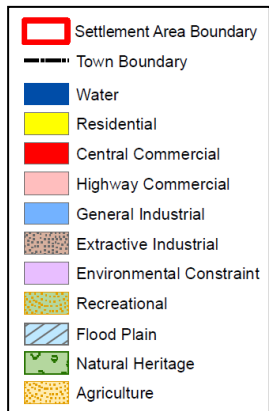 Settlement Area Boundary
Town Boundary
Water
Residential
Central Commercial
Highway Commercial
General Industrial
Extractive Industrial
Environmental Constraint
Recreational
Flood Plain
Natural Heritage
Agriculture